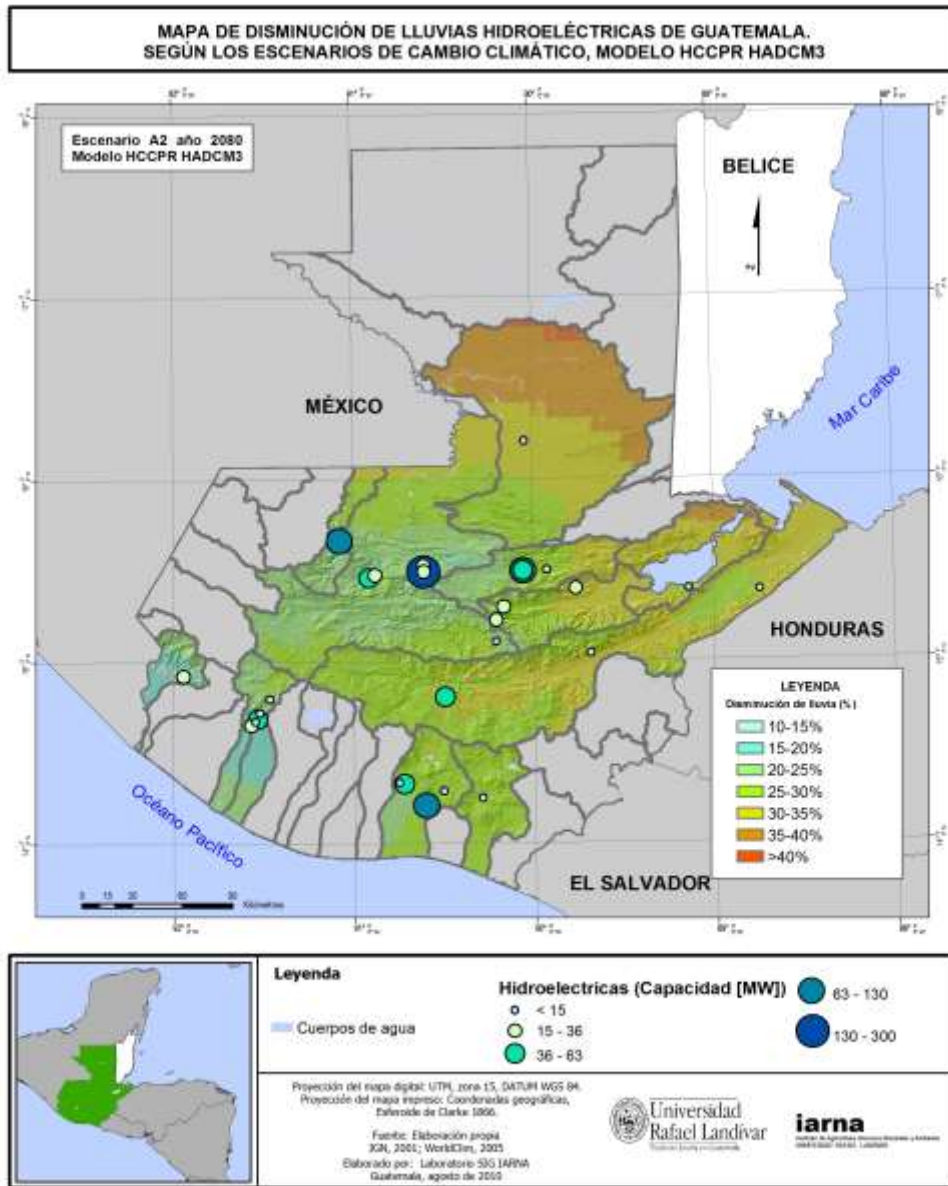 MAPA DE DISMINUCIÓN DE LLUVIAS HIDROELÉCTRICAS DE GUATEMALA.
SEGÚN LOS ESCENARIOS DE CAMBIO CLIMÁTICO, MODELO HCCPR HADCM3
Escenario A2 año 2080
Modelo HCCPR HADCM3
BELICE
MÉXICO
Mar Caribe
HONDURAS
LEYENDA
Disminución de lluvia (%)
10-15%
15-20%
20-25%
25-30%
30-35%
35-40%
>40%
Océano Pacífico
EL SALVADOR
Kilómetros
Leyenda
Cuerpos de agua
Hidroelectricas (Capacidad [MW])
< 15
15 - 36
36 - 63
63 - 130
130 - 300
Proyección del mapa digital: UTM, zona 15, DATUM WGS 84.
Proyección del mapa impreso: Coordenadas geográficas,
Esferoide de Clarke 1866.
Fuente: Elaboración propia
IGN, 2001; WorldClim, 2005
Elaborado por: Laboratorio SIG IARNA
Guatemala, agosto de 2010
Universidad
Rafael Landívar
iarna